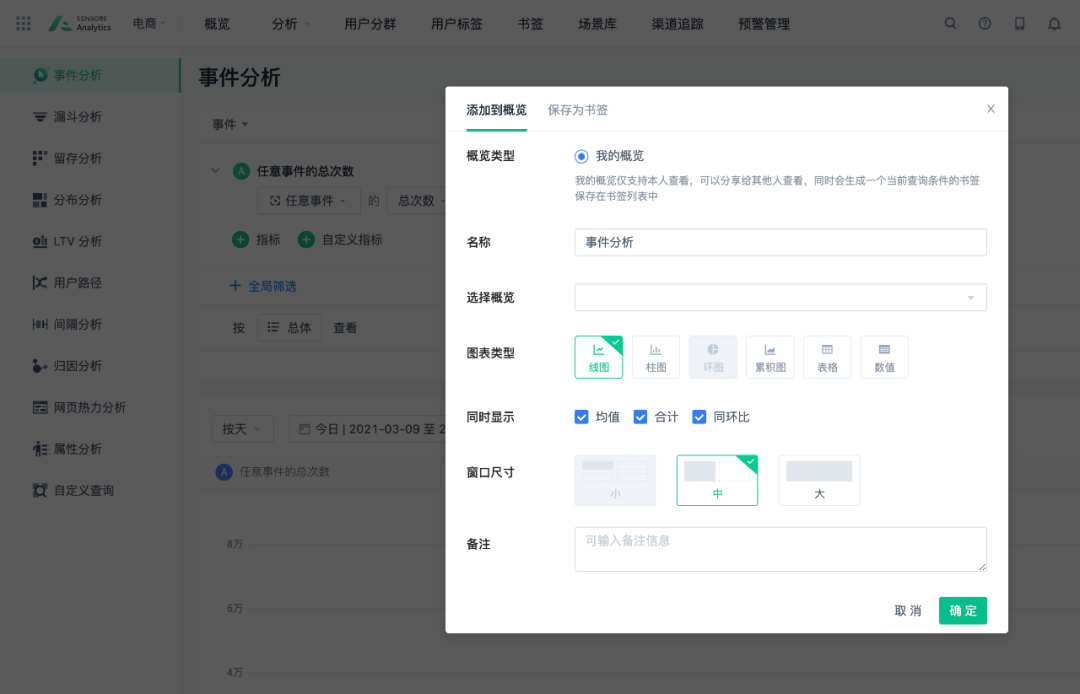 SENSORS
Analytics
电商
概览
分析
用户分群
用户标签
书签
场景库
渠道追踪
预警管理
事件分析
漏斗分析
留存分析
分布分析
LTV 分析
用户路径
间隔分析
归因分析
网页热力分析
属性分析
自定义查询
事件分析
事件
A 任意事件的总次数
任意事件 的 总次数
指标 自定义指标
全局筛选
按 总体 查看
按天 今日 | 2021-03-09 至 2
A 任意事件的总次数
8万
6万
4万
添加到概览 保存为书签
概览类型 我的概览
我的概览仅支持本人查看，可以分享给其他人查看，同时会生成一个当前查询条件的书签
保存在书签列表中
名称 事件分析
选择概览
图表类型 线图 柱图 环图 累积图 表格 数值
同时显示 均值 合计 同环比
窗口尺寸 小 中 大
备注 可输入备注信息
取 消 确 定